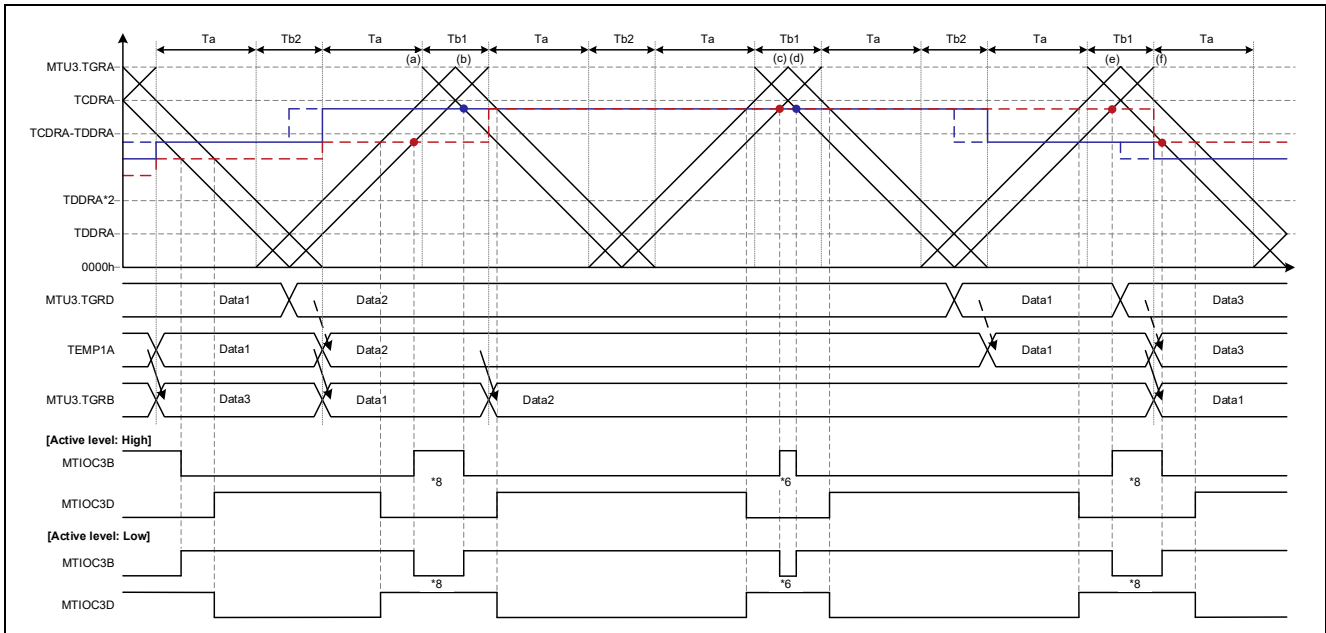 Ta Tb2 Ta Tb1 Ta Tb2 Ta Tb1 Ta Tb2 Ta Tb1 Ta
(a) (b) (c) (d) (e) (f)
MTU3.TGRA
TCDRA
TCDRA-TDDRA
TDDRA*2
TDDRA
0000h
MTU3.TGRD Data1 Data2 Data1 Data3
TEMP1A Data1 Data2 Data1 Data3
MTU3.TGRB Data3 Data1 Data2 Data1
[Active level: High]
MTIOC3B
*8 *6 *8
MTIOC3D
[Active level: Low]
MTIOC3B
*8 *6 *8
MTIOC3D